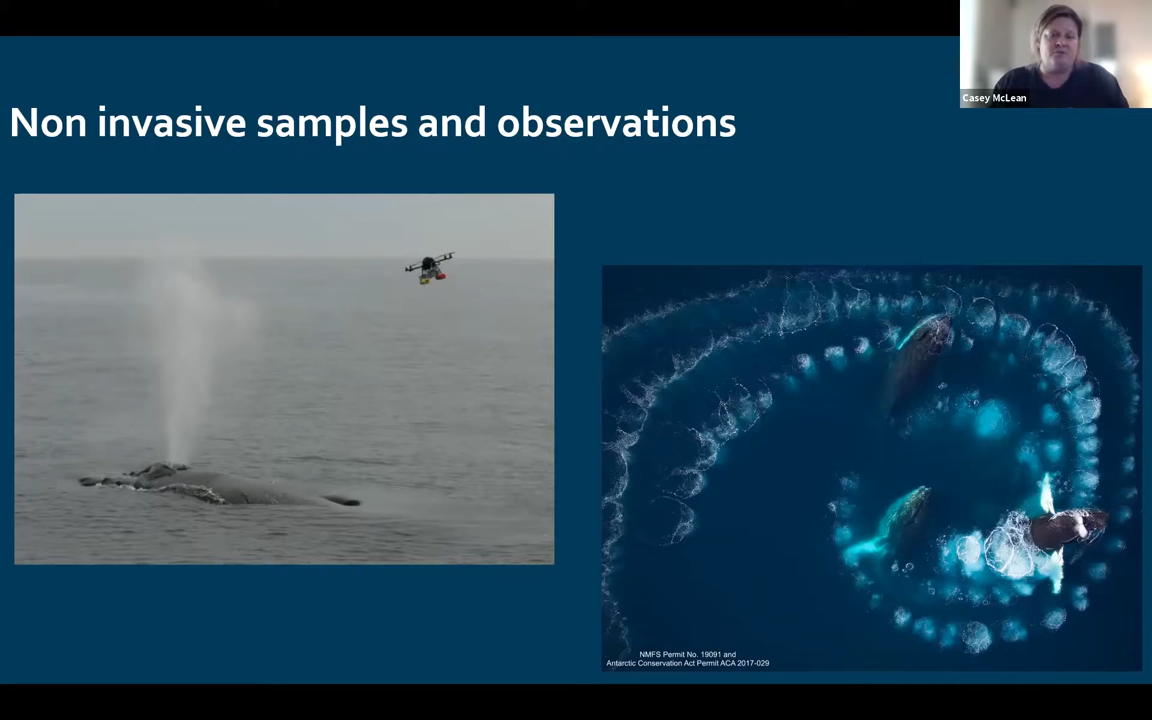 Casey McLean
Non invasive samples and observations
NMFS Permit No. 19091 and
Antarctic Conservation Act Permit ACA 2017-029